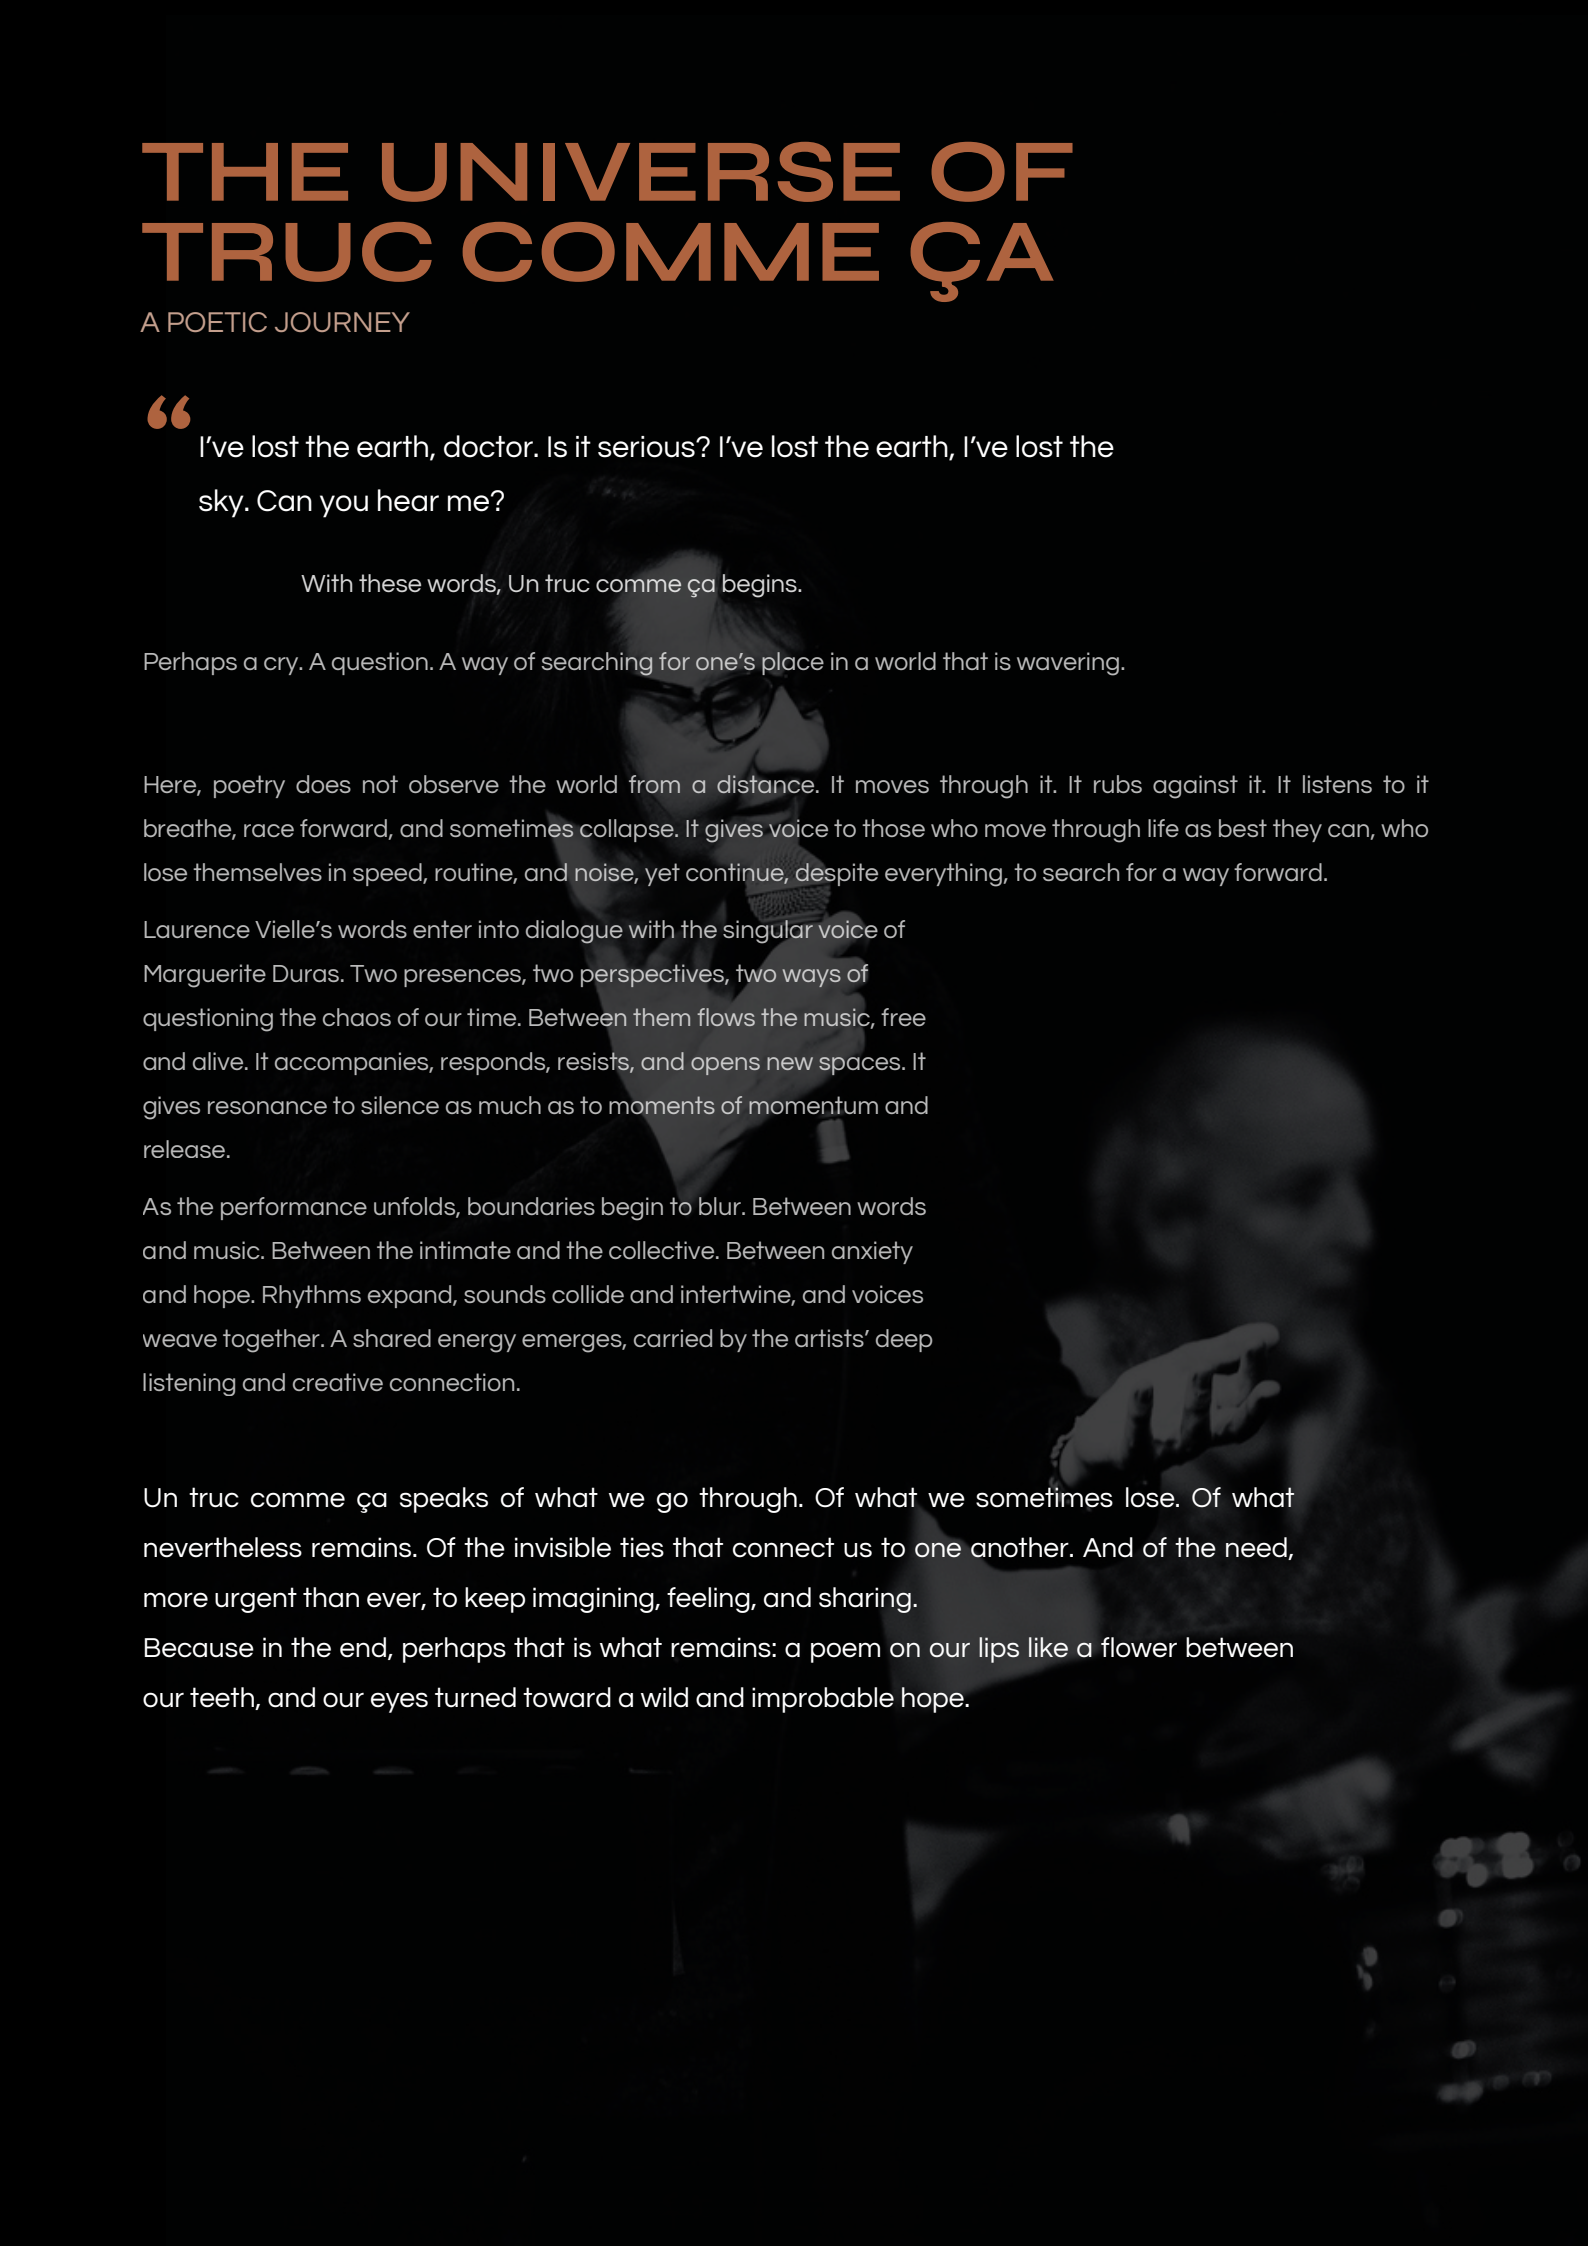 THE UNIVERSE OF
TRUC COMME ÇA
A POETIC JOURNEY
“
I’ve lost the earth, doctor. Is it serious? I’ve lost the earth, I’ve lost the
sky. Can you hear me?
With these words, Un truc comme ça begins.
Perhaps a cry. A question. A way of searching for one’s place in a world that is wavering.
Here, poetry does not observe the world from a distance. It moves through it. It rubs against it. It listens to it
breathe, race forward, and sometimes collapse. It gives voice to those who move through life as best they can, who
lose themselves in speed, routine, and noise, yet continue, despite everything, to search for a way forward.
Laurence Vielle’s words enter into dialogue with the singular voice of
Marguerite Duras. Two presences, two perspectives, two ways of
questioning the chaos of our time. Between them flows the music, free
and alive. It accompanies, responds, resists, and opens new spaces. It
gives resonance to silence as much as to moments of momentum and
release.
As the performance unfolds, boundaries begin to blur. Between words
and music. Between the intimate and the collective. Between anxiety
and hope. Rhythms expand, sounds collide and intertwine, and voices
weave together. A shared energy emerges, carried by the artists’ deep
listening and creative connection.
Un truc comme ça speaks of what we go through. Of what we sometimes lose. Of what
nevertheless remains. Of the invisible ties that connect us to one another. And of the need,
more urgent than ever, to keep imagining, feeling, and sharing.
Because in the end, perhaps that is what remains: a poem on our lips like a flower between
our teeth, and our eyes turned toward a wild and improbable hope.